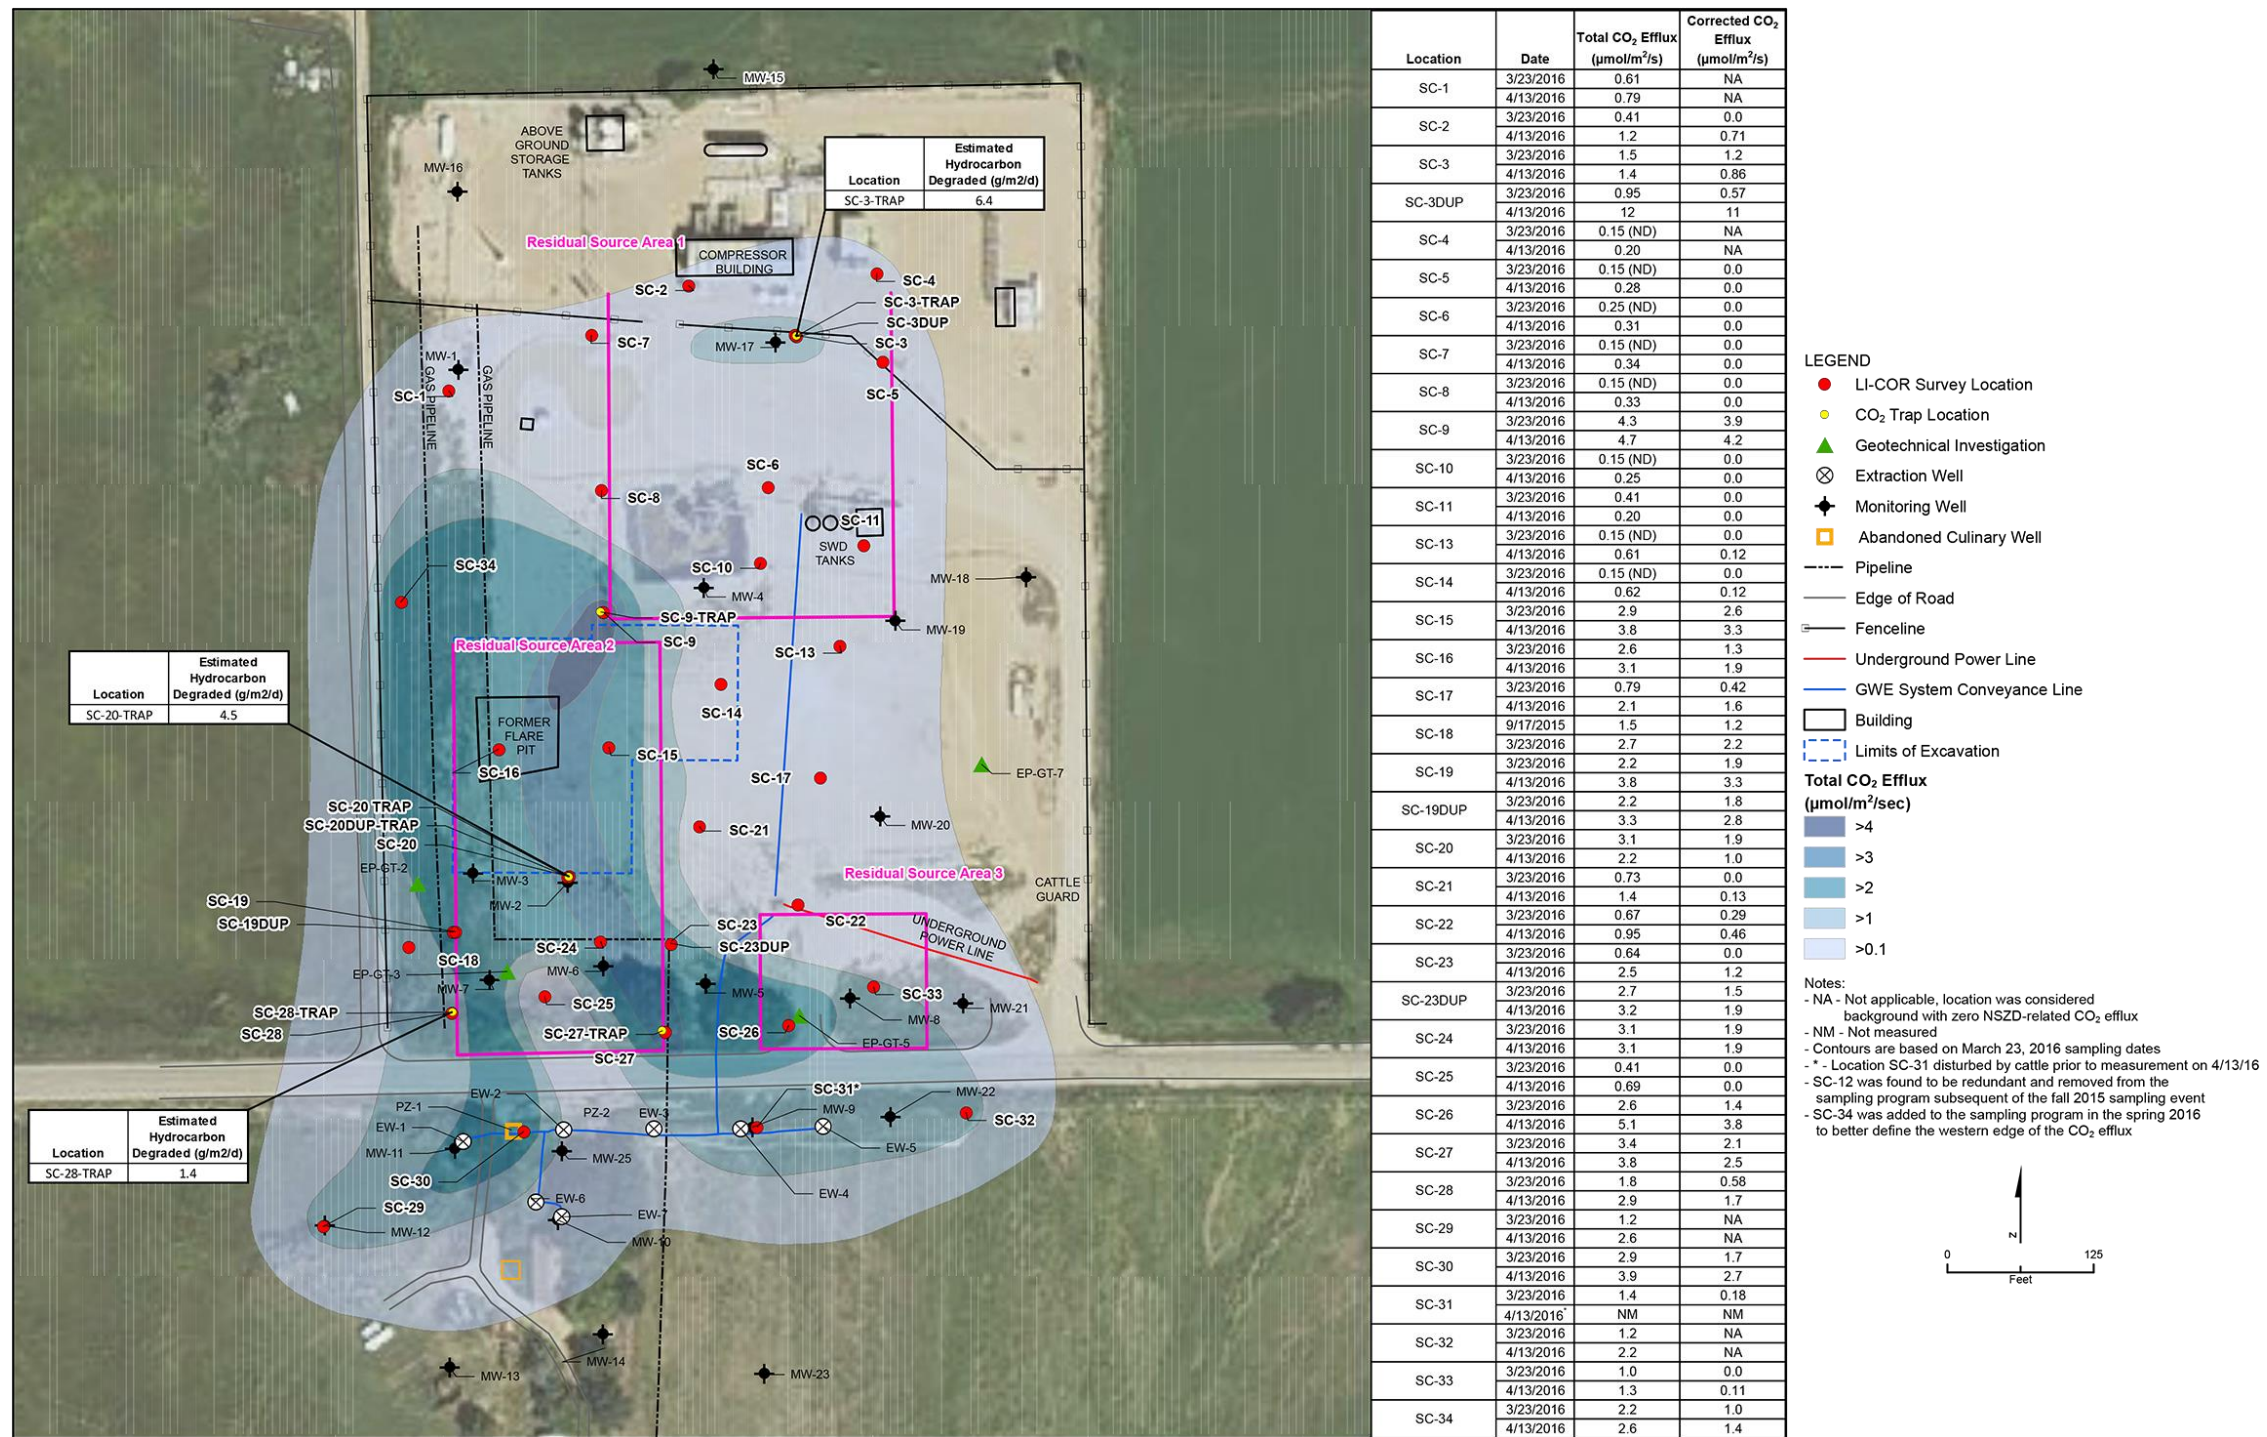 MW-15
ABOVE
GROUND
STORAGE
TANKS
MW-16
Location
Estimated
Hydrocarbon
Degraded (g/m2/d)
SC-3-TRAP 6.4
Residual Source Area 1
COMPRESSOR
BUILDING
SC-2
SC-4
SC-3-TRAP
SC-3DUP
SC-7
MW-17
SC-3
MW-1
SC-5
SC-1
GAS PIPELINE
GAS PIPELINE
SC-6
SC-8
SC-11
SWD
TANKS
SC-34
SC-10
MW-18
MW-4
SC-9-TRAP
MW-19
SC-9
Residual Source Area 2
SC-13
Location
Estimated
Hydrocarbon
Degraded (g/m2/d)
SC-20-TRAP 4.5
SC-14
FORMER
FLARE
PIT
SC-15
SC-16
SC-17
EP-GT-7
SC-20 TRAP
SC-20DUP-TRAP
SC-21
MW-20
SC-20
EP-GT-2
MW-3
Residual Source Area 3
CATTLE
GUARD
SC-19
MW-2
SC-19DUP
SC-23
SC-22
UNDERGROUND
POWER LINE
SC-24
SC-23DUP
SC-18
EP-GT-3
MW-6
MW-7
MW-5
SC-33
SC-25
MW-21
SC-28-TRAP
MW-8
SC-28
SC-27-TRAP
SC-26
EP-GT-5
SC-27
EW-2
SC-31*
MW-22
PZ-1
PZ-2
EW-3
MW-9
SC-32
EW-1
EW-5
MW-11
MW-25
Location
Estimated
Hydrocarbon
Degraded (g/m2/d)
SC-28-TRAP 1.4
SC-30
EW-4
EW-6
SC-29
EW-7
MW-12
MW-10
MW-14
MW-13
MW-23
Location Date Total CO2 Efflux (µmol/m2/s) Corrected CO2 Efflux (µmol/m2/s)
SC-1 3/23/2016 0.61 NA
4/13/2016 0.79 NA
SC-2 3/23/2016 0.41 0.0
4/13/2016 1.2 0.71
SC-3 3/23/2016 1.5 1.2
4/13/2016 1.4 0.86
SC-3DUP 3/23/2016 0.95 0.57
4/13/2016 12 11
SC-4 3/23/2016 0.15 (ND) NA
4/13/2016 0.20 NA
SC-5 3/23/2016 0.15 (ND) 0.0
4/13/2016 0.28 0.0
SC-6 3/23/2016 0.25 (ND) 0.0
4/13/2016 0.31 0.0
SC-7 3/23/2016 0.15 (ND) 0.0
4/13/2016 0.34 0.0
SC-8 3/23/2016 0.15 (ND) 0.0
4/13/2016 0.33 0.0
SC-9 3/23/2016 4.3 3.9
4/13/2016 4.7 4.2
SC-10 3/23/2016 0.15 (ND) 0.0
4/13/2016 0.25 0.0
SC-11 3/23/2016 0.41 0.0
4/13/2016 0.20 0.0
SC-13 3/23/2016 0.15 (ND) 0.0
4/13/2016 0.61 0.12
SC-14 3/23/2016 0.15 (ND) 0.0
4/13/2016 0.62 0.12
SC-15 3/23/2016 2.9 2.6
4/13/2016 3.8 3.3
SC-16 3/23/2016 2.6 1.3
4/13/2016 3.1 1.9
SC-17 3/23/2016 0.79 0.42
4/13/2016 2.1 1.6
SC-18 9/17/2015 1.5 1.2
3/23/2016 2.7 2.2
SC-19 3/23/2016 2.2 1.9
4/13/2016 3.8 3.3
SC-19DUP 3/23/2016 2.2 1.8
4/13/2016 3.3 2.8
SC-20 3/23/2016 3.1 1.9
4/13/2016 2.2 1.0
SC-21 3/23/2016 0.73 0.0
4/13/2016 1.4 0.13
SC-22 3/23/2016 0.67 0.29
4/13/2016 0.95 0.46
SC-23 3/23/2016 0.64 0.0
4/13/2016 2.5 1.2
SC-23DUP 3/23/2016 2.7 1.5
4/13/2016 3.2 1.9
SC-24 3/23/2016 3.1 1.9
4/13/2016 3.1 1.9
SC-25 3/23/2016 0.41 0.0
4/13/2016 0.69 0.0
SC-26 3/23/2016 2.6 1.4
4/13/2016 5.1 3.8
SC-27 3/23/2016 3.4 2.1
4/13/2016 3.8 2.5
SC-28 3/23/2016 1.8 0.58
4/13/2016 2.9 1.7
SC-29 3/23/2016 1.2 NA
4/13/2016 2.6 NA
SC-30 3/23/2016 2.9 1.7
4/13/2016 3.9 2.7
SC-31 3/23/2016 1.4 0.18
4/13/2016* NM NM
SC-32 3/23/2016 1.2 NA
4/13/2016 2.2 NA
SC-33 3/23/2016 1.0 0.0
4/13/2016 1.3 0.11
SC-34 3/23/2016 2.2 1.0
4/13/2016 2.6 1.4
LEGEND
LI-COR Survey Location
CO2 Trap Location
Geotechnical Investigation
Extraction Well
Monitoring Well
Abandoned Culinary Well
Pipeline
Edge of Road
Fenceline
Underground Power Line
GWE System Conveyance Line
Building
Limits of Excavation
Total CO2 Efflux
(µmol/m2/sec)
>4
>3
>2
>1
>0.1
Notes:
- NA - Not applicable, location was considered
background with zero NSZD-related CO2 efflux
- NM - Not measured
- Contours are based on March 23, 2016 sampling dates
- * - Location SC-31 disturbed by cattle prior to measurement on 4/13/16
- SC-12 was found to be redundant and removed from the
sampling program subsequent of the fall 2015 sampling event
- SC-34 was added to the sampling program in the spring 2016
to better define the western edge of the CO2 efflux
N
0 125
Feet